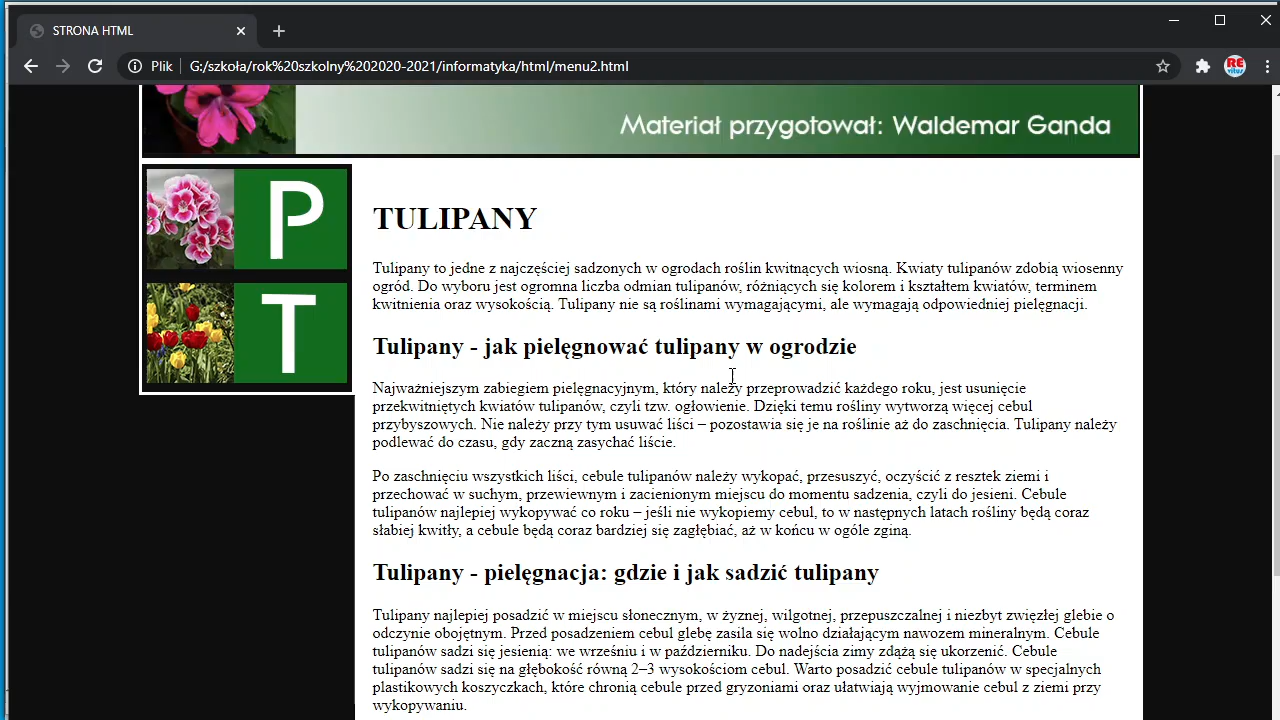 STRONA HTML
Plik
G:/szkoła/rok%20szkolny%202020-2021/informatyka/html/menu2.html
RE
vitus
Materiał przygotował: Waldemar Ganda
P
T
TULIPANY
Tulipany to jedne z najczęściej sadzonych w ogrodach roślin kwitnących wiosną. Kwiaty tulipanów zdobią wiosenny
ogród. Do wyboru jest ogromna liczba odmian tulipanów, różniących się kolorem i kształtem kwiatów, terminem
kwitnienia oraz wysokością. Tulipany nie są roślinami wymagającymi, ale wymagają odpowiedniej pielęgnacji.
Tulipany - jak pielęgnować tulipany w ogrodzie
Najważniejszym zabiegiem pielęgnacyjnym, który należy przeprowadzić każdego roku, jest usunięcie
przekwitniętych kwiatów tulipanów, czyli tzw. ogłowienie. Dzięki temu rośliny wytworzą więcej cebul
przybyszowych. Nie należy przy tym usuwać liści – pozostawia się je na roślinie aż do zaschnięcia. Tulipany należy
podlewać do czasu, gdy zaczną zasychać liście.
Po zaschnięciu wszystkich liści, cebule tulipanów należy wykopać, przesuszyć, oczyścić z resztek ziemi i
przechować w suchym, przewiewnym i zacienionym miejscu do momentu sadzenia, czyli do jesieni. Cebule
tulipanów najlepiej wykopywać co roku – jeśli nie wykopiemy cebul, to w następnych latach rośliny będą coraz
słabiej kwitły, a cebule będą coraz bardziej się zagłębiać, aż w końcu w ogóle zginą.
Tulipany - pielęgnacja: gdzie i jak sadzić tulipany
Tulipany najlepiej posadzić w miejscu słonecznym, w żyznej, wilgotnej, przepuszczalnej i niezbyt zwięzłej glebie o
odczynie obojętnym. Przed posadzeniem cebul glebę zasila się wolno działającym nawozem mineralnym. Cebule
tulipanów sadzi się jesienią: we wrześniu i w październiku. Do nadejścia zimy zdążą się ukorzenić. Cebule
tulipanów sadzi się na głębokość równą 2–3 wysokościom cebul. Warto posadzić cebule tulipanów w specjalnych
plastikowych koszyczkach, które chronią cebule przed gryzoniami oraz ułatwiają wyjmowanie cebul z ziemi przy
wykopywaniu.